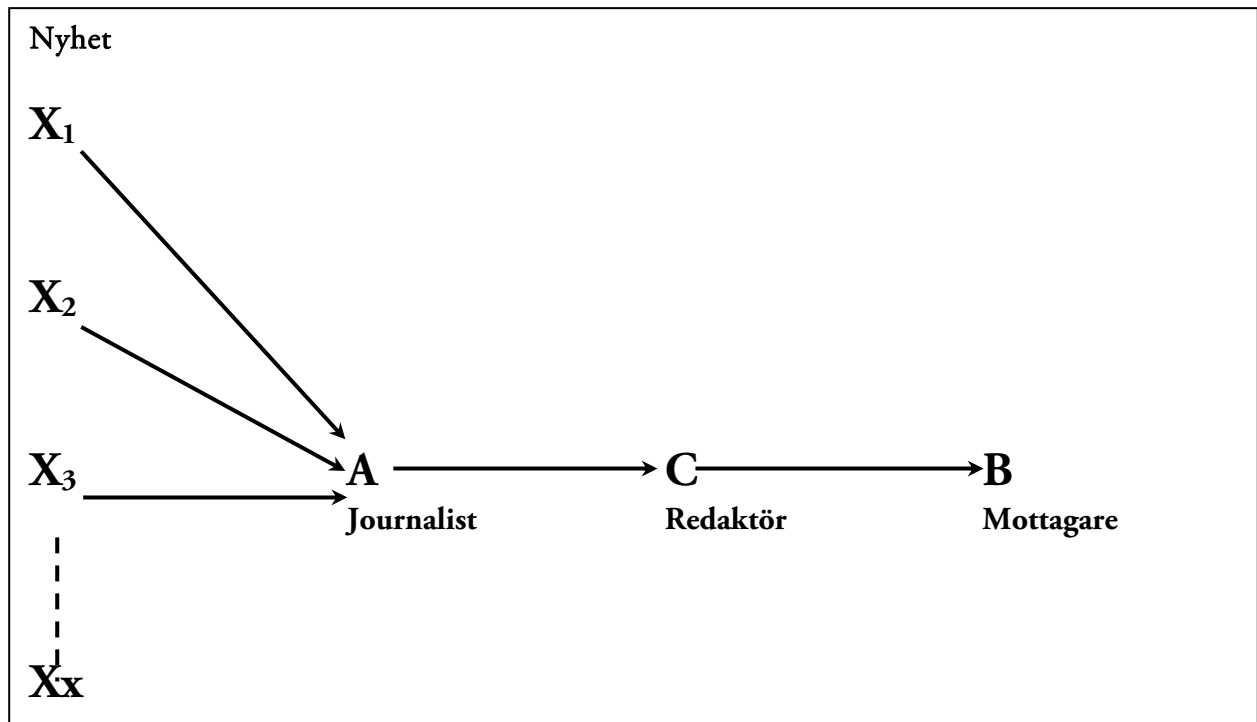 Nyhet
X1
X2
X3
A
C
B
Journalist
Redaktör
Mottagare
Xx